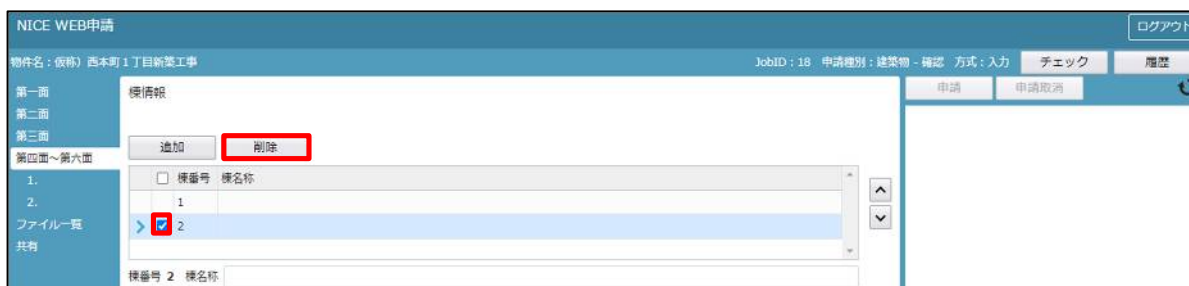 NICE WEB申請
ログアウト
物件名：仮称）西本町１丁目新築工事
JobID：18 申請種別：建築物 - 確認 方式：入力
チェック
履歴
申請
申請取消
第一面
第二面
第三面
第四面～第六面
1.
2.
ファイル一覧
共有
棟情報
追加
削除
棟番号 棟名称
1
2
棟番号 2 棟名称